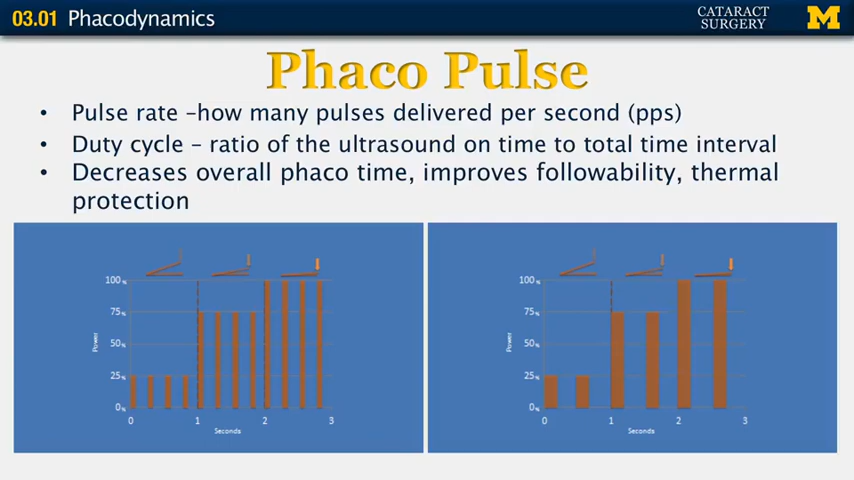 03.01 Phacodynamics
CATARACT
SURGERY
M
Phaco Pulse
• Pulse rate –how many pulses delivered per second (pps)
• Duty cycle – ratio of the ultrasound on time to total time interval
• Decreases overall phaco time, improves followability, thermal
protection
100%
75%
50%
25%
0%
Power
0 1 2 3
Seconds
100%
75%
50%
25%
0%
Power
0 1 2 3
Seconds